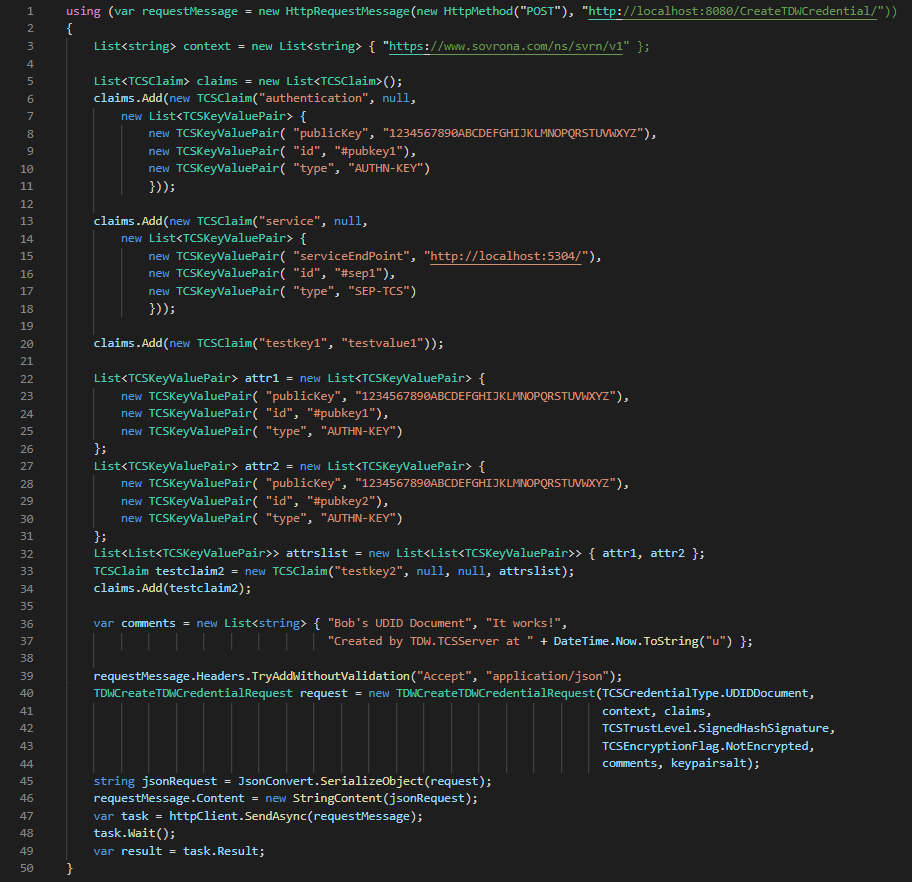 1 using (var requestMessage = new HttpRequestMessage(new HttpMethod("POST"), "http://localhost:8080/CreateTDWCredential/"))
2 {
3 List<string> context = new List<string> { "https://www.sovrona.com/ns/svrn/v1" };
4
5 List<TCSClaim> claims = new List<TCSClaim>();
6 claims.Add(new TCSClaim("authentication", null,
7 new List<TCSKeyValuePair> {
8 new TCSKeyValuePair( "publicKey", "1234567890ABCDEFGHIJKLMNOPQRSTUVWXYZ"),
9 new TCSKeyValuePair( "id", "#pubkey1"),
10 new TCSKeyValuePair( "type", "AUTHN-KEY")
11 }));
12
13 claims.Add(new TCSClaim("service", null,
14 new List<TCSKeyValuePair> {
15 new TCSKeyValuePair( "serviceEndPoint", "http://localhost:5304/"),
16 new TCSKeyValuePair( "id", "#sep1"),
17 new TCSKeyValuePair( "type", "SEP-TCS")
18 }));
19
20 claims.Add(new TCSClaim("testkey1", "testvalue1"));
21
22 List<TCSKeyValuePair> attr1 = new List<TCSKeyValuePair> {
23 new TCSKeyValuePair( "publicKey", "1234567890ABCDEFGHIJKLMNOPQRSTUVWXYZ"),
24 new TCSKeyValuePair( "id", "#pubkey1"),
25 new TCSKeyValuePair( "type", "AUTHN-KEY")
26 };
27 List<TCSKeyValuePair> attr2 = new List<TCSKeyValuePair> {
28 new TCSKeyValuePair( "publicKey", "1234567890ABCDEFGHIJKLMNOPQRSTUVWXYZ"),
29 new TCSKeyValuePair( "id", "#pubkey2"),
30 new TCSKeyValuePair( "type", "AUTHN-KEY")
31 };
32 List<List<TCSKeyValuePair>> attrslist = new List<List<TCSKeyValuePair>> { attr1, attr2 };
33 TCSClaim testclaim2 = new TCSClaim("testkey2", null, null, attrslist);
34 claims.Add(testclaim2);
35
36 var comments = new List<string> { "Bob's UDID Document", "It works!",
37 "Created by TDW.TCSServer at " + DateTime.Now.ToString("u") };
38
39 requestMessage.Headers.TryAddWithoutValidation("Accept", "application/json");
40 TDWCreateTDWCredentialRequest request = new TDWCreateTDWCredentialRequest(TCSCredentialType.UDIDDocument,
41 context, claims,
42 TCSTrustLevel.SignedHashSignature,
43 TCSEncryptionFlag.NotEncrypted,
44 comments, keypairsalt);
45 string jsonRequest = JsonConvert.SerializeObject(request);
46 requestMessage.Content = new StringContent(jsonRequest);
47 var task = httpClient.SendAsync(requestMessage);
48 task.Wait();
49 var result = task.Result;
50 }